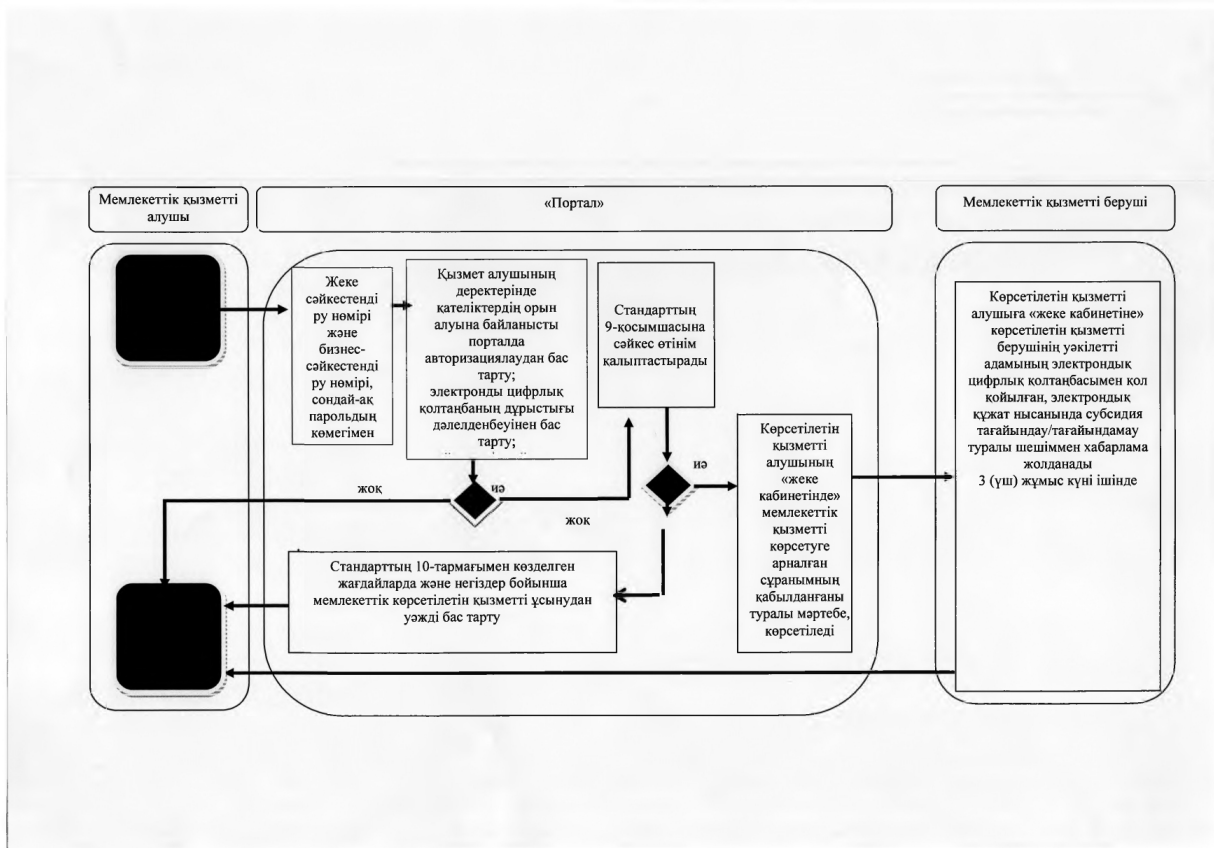 Мемлекеттік қызметті
алушы
«Портал»
Мемлекеттік қызметті беруші
Жеке
сәйкестенді
ру нөмірі
және
бизнес-
сәйкестенді
ру нөмірі,
сондай-ақ
парольдың
көмегімен
Қызмет алушының
деректерінде
қателіктердің орын
алуына байланысты
порталда
авторизациялаудан бас
тарту;
электронды цифрлық
қолтаңбаның дұрыстығы
дәлелденбеуінен бас
тарту;
Стандарттың
9-қосымшасына
сәйкес өтінім
қалыптастырады
Көрсетілетін
қызметті
алушының
«жеке
кабинетінде»
мемлекеттік
қызметті
көрсетуге
арналған
сұранымның
қабылданғаны
туралы мәртебе,
көрсетіледі
Көрсетілетін қызметті
алушыға «жеке кабинетіне»
көрсетілетін қызметті
берушінің уәкілетті
адамының электрондық
цифрлық қолтаңбасымен қол
қойылған, электрондық
құжат нысанында субсидия
тағайындау/тағайындамау
туралы шешіммен хабарлама
жолданады
3 (үш) жұмыс күні ішінде
жоқ
иә
иә
жоқ
Стандарттың 10-тармағымен көзделген
жағдайларда және негіздер бойынша
мемлекеттік көрсетілетін қызметті ұсынудан
уәжді бас тарту